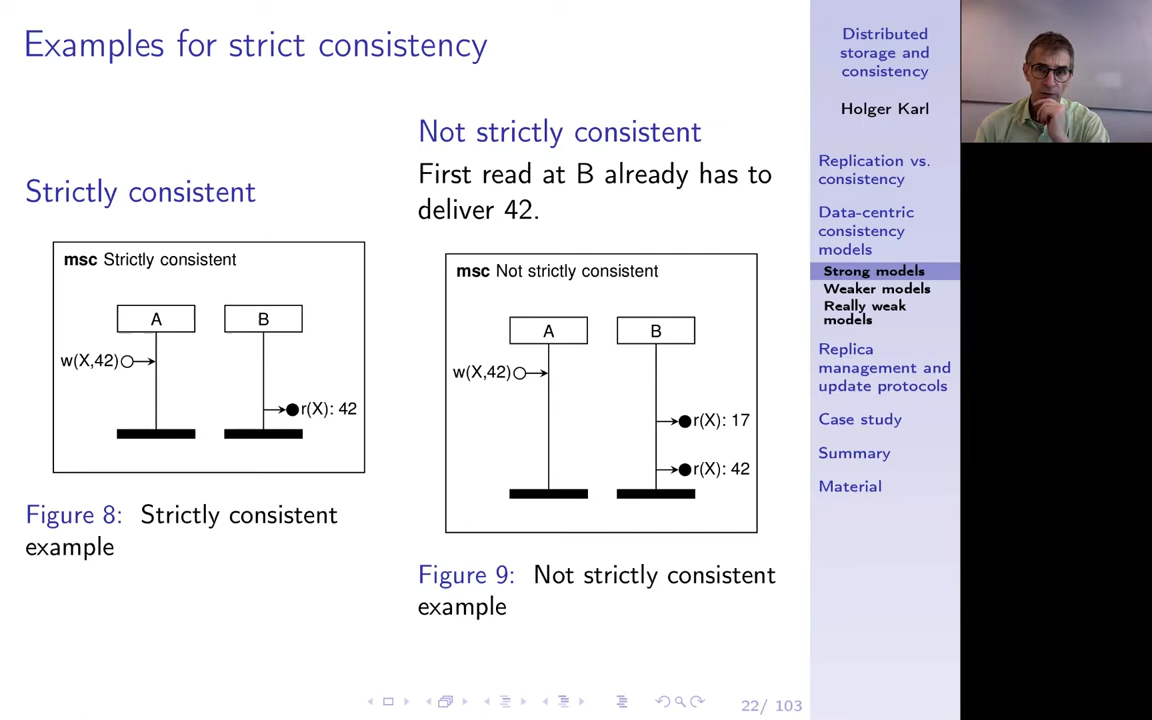 Examples for strict consistency
Strictly consistent
msc Strictly consistent
A
B
w(X,42)
r(X): 42
Figure 8: Strictly consistent
example
Not strictly consistent
First read at B already has to
deliver 42.
msc Not strictly consistent
A
B
w(X,42)
r(X): 17
r(X): 42
Figure 9: Not strictly consistent
example
22/ 103
Distributed
storage and
consistency
Holger Karl
Replication vs.
consistency
Data-centric
consistency
models
Strong models
Weaker models
Really weak
models
Replica
management and
update protocols
Case study
Summary
Material